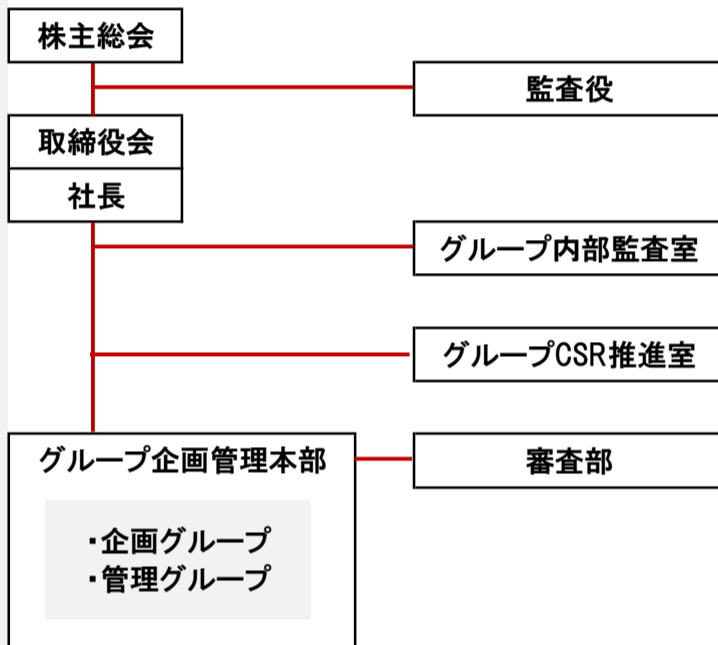 株主総会
監査役
取締役会
社長
グループ内部監査室
グループCSR推進室
グループ企画管理本部
審査部
・企画グループ
・管理グループ